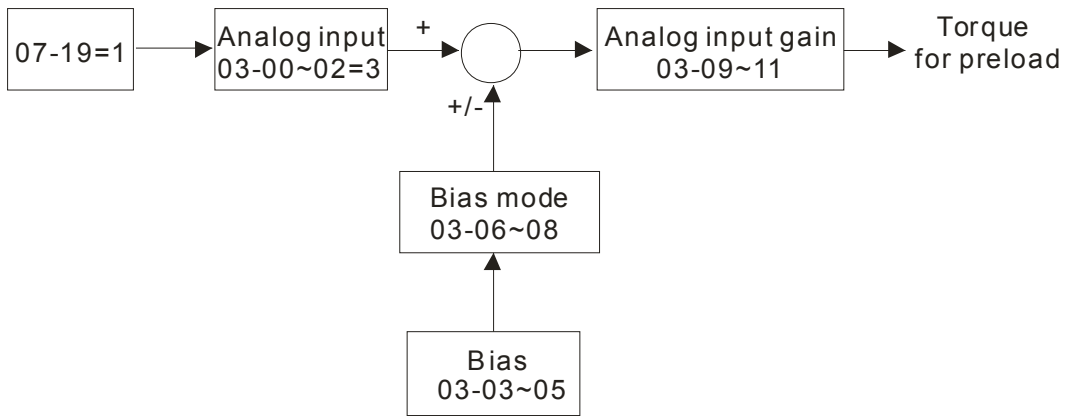 07-19=1
Analog input
03-00~02=3
+
Analog input gain
03-09~11
Torque
for preload
+/-
Bias mode
03-06~08
Bias
03-03~05